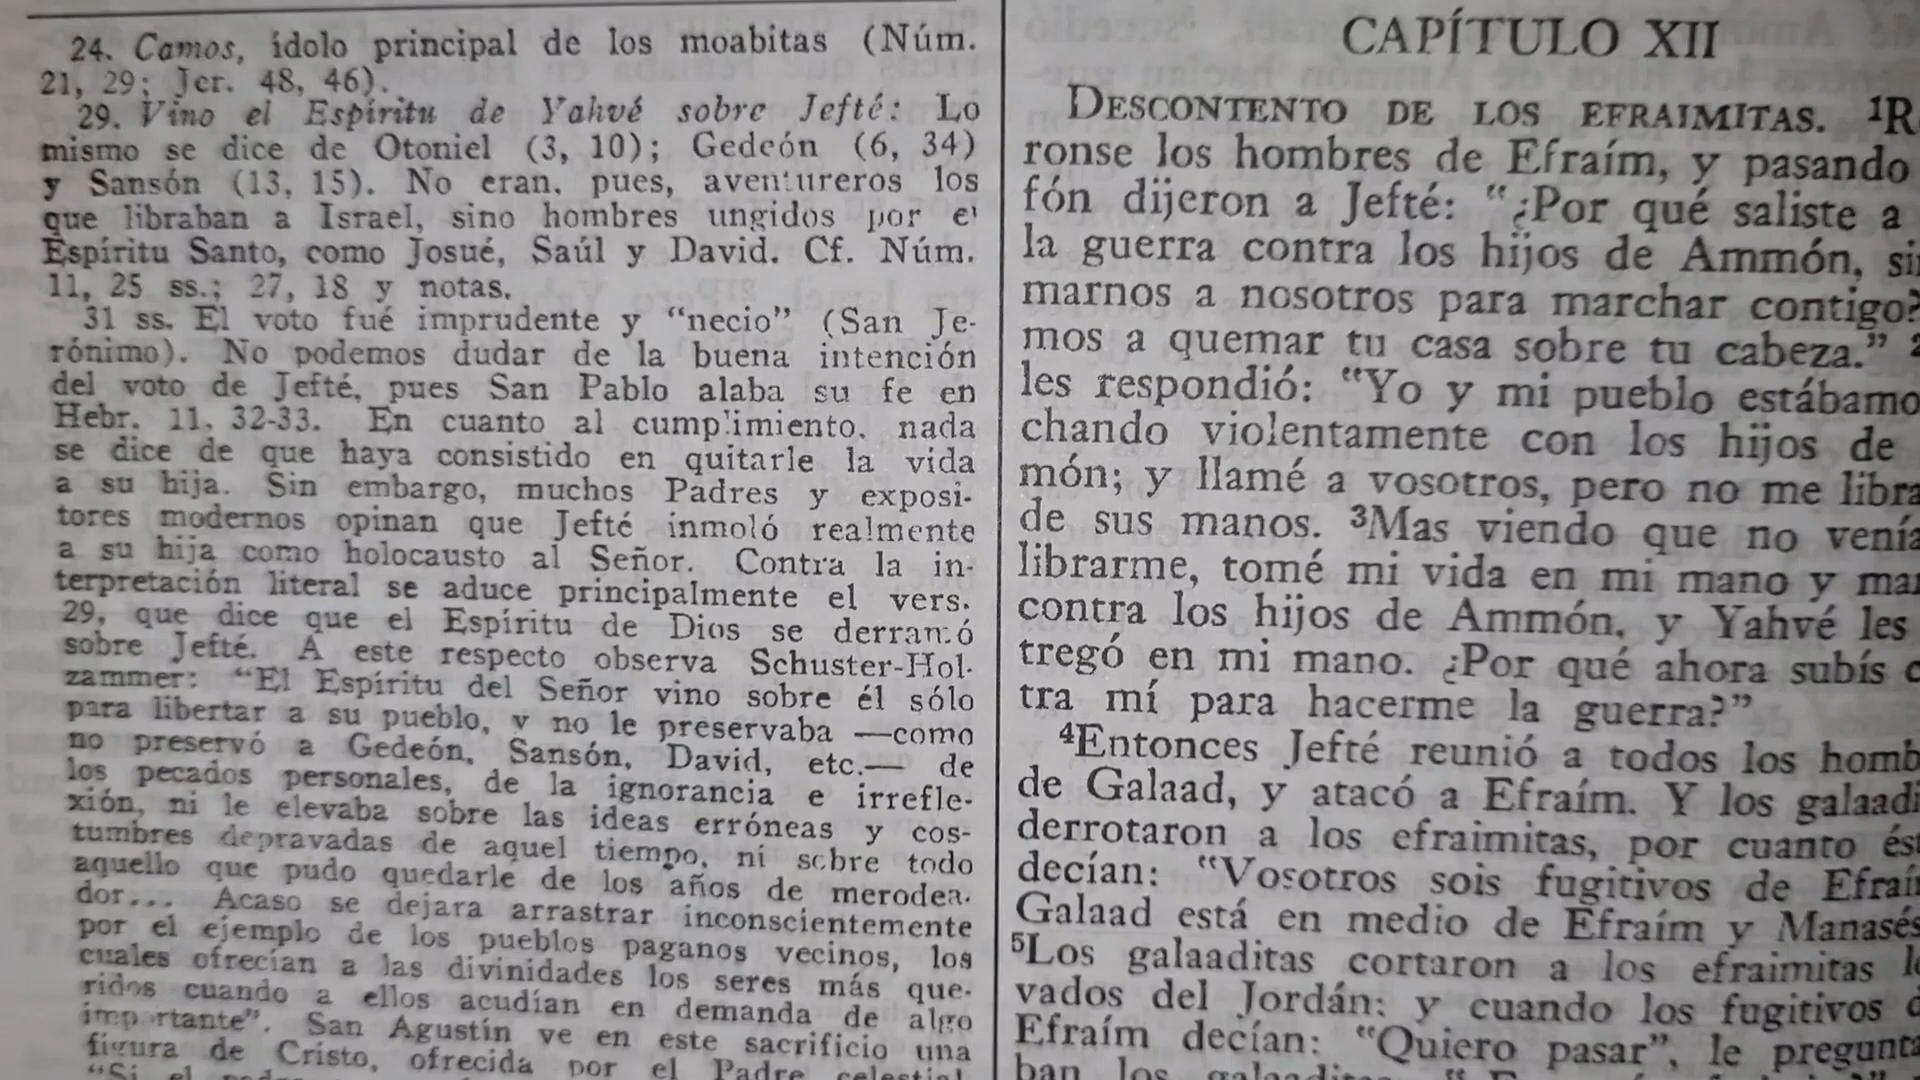 24. Camos, ídolo principal de los moabitas (Núm.
21, 29; Jer. 48, 46).
29. Vino el Espíritu de Yahvé sobre Jefté: Lo
mismo se dice de Otoniel (3, 10); Gedeón (6, 34)
y Sansón (13, 15). No eran, pues, aventureros los
que libraban a Israel, sino hombres ungidos por el
Espíritu Santo, como Josué, Saúl y David. Cf. Núm.
11, 25 ss.; 27, 18 y notas.
31 ss. El voto fué imprudente y “necio” (San Je-
rónimo). No podemos dudar de la buena intención
del voto de Jefté, pues San Pablo alaba su fe en
Hebr. 11, 32-33. En cuanto al cumplimiento, nada
se dice de que haya consistido en quitarle la vida
a su hija. Sin embargo, muchos Padres y exposi-
tores modernos opinan que Jefté inmoló realmente
a su hija como holocausto al Señor. Contra la in-
terpretación literal se aduce principalmente el vers.
29, que dice que el Espíritu de Dios se derramó
sobre Jefté. A este respecto observa Schuster-Hol-
zammer: “El Espíritu del Señor vino sobre él sólo
para libertar a su pueblo, y no le preservaba —como
no preservó a Gedeón, Sansón, David, etc.— de
los pecados personales, de la ignorancia e irrefle-
xión, ni le elevaba sobre las ideas erróneas y cos-
tumbres depravadas de aquel tiempo, ni sobre todo
aquello que pudo quedarle de los años de merodea-
dor... Acaso se dejara arrastrar inconscientemente
por el ejemplo de los pueblos paganos vecinos, los
cuales ofrecían a las divinidades los seres más que-
ridos cuando a ellos acudían en demanda de algo
importante”. San Agustín ve en este sacrificio una
figura de Cristo, ofrecida por el Padre celestial.
“Si el
CAPÍTULO XII
DESCONTENTO DE LOS EFRAIMITAS. ¹R
ronse los hombres de Efraím, y pasando
fón dijeron a Jefté: “¿Por qué saliste a
la guerra contra los hijos de Ammón, si
marnos a nosotros para marchar contigo?
mos a quemar tu casa sobre tu cabeza.” ²
les respondió: “Yo y mi pueblo estábamo
chando violentamente con los hijos de
món; y llamé a vosotros, pero no me libra
de sus manos. ³Mas viendo que no venía
librarme, tomé mi vida en mi mano y mar
contra los hijos de Ammón, y Yahvé les
tregó en mi mano. ¿Por qué ahora subís c
tra mí para hacerme la guerra?”
⁴Entonces Jefté reunió a todos los homb
de Galaad, y atacó a Efraím. Y los galaadi
derrotaron a los efraimitas, por cuanto ést
decían: “Vosotros sois fugitivos de Efraí
Galaad está en medio de Efraím y Manasés
⁵Los galaaditas cortaron a los efraimitas l
vados del Jordán; y cuando los fugitivos d
Efraím decían: “Quiero pasar”, le pregunta
ban los galaaditas: “